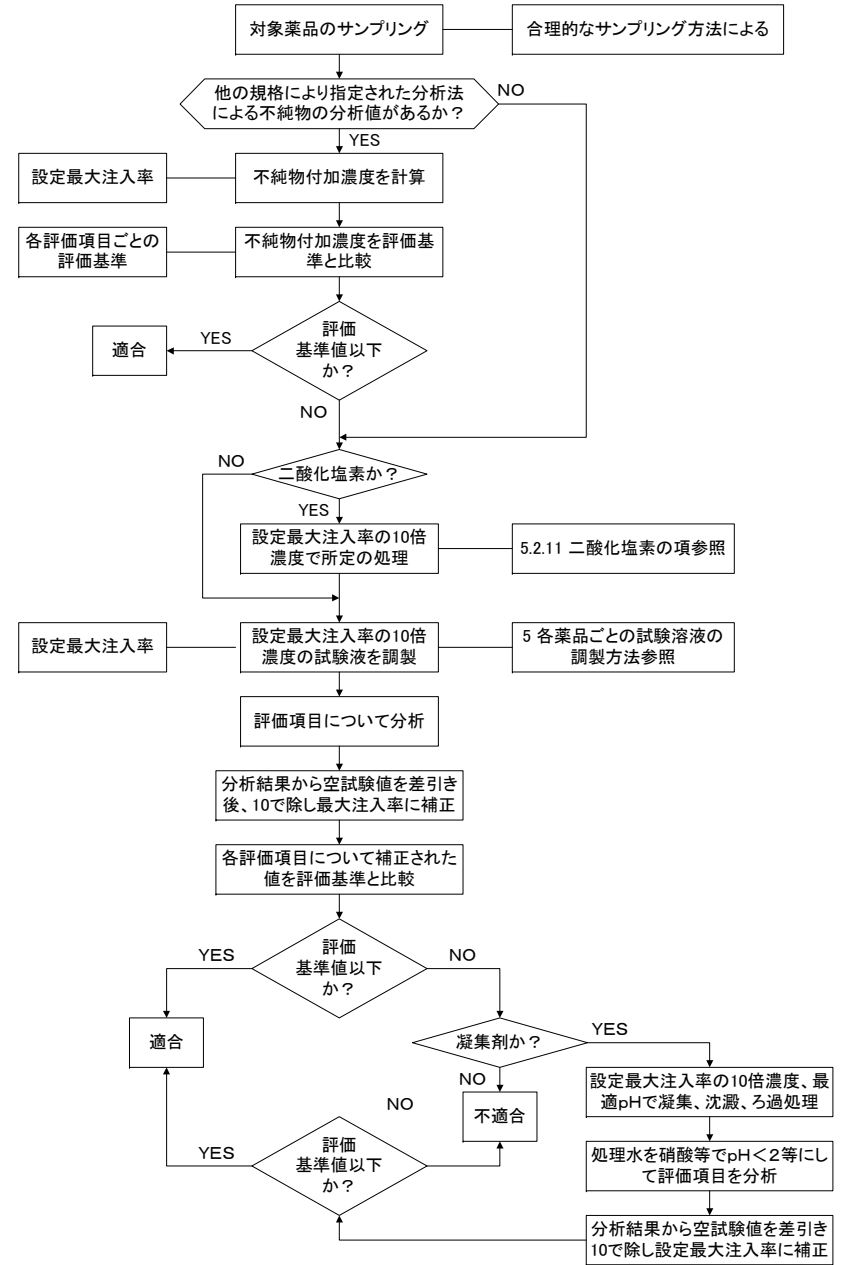 対象薬品のサンプリング
合理的なサンプリング方法による
他の規格により指定された分析法
による不純物の分析値があるか？
NO
YES
設定最大注入率
不純物付加濃度を計算
各評価項目ごとの
評価基準
不純物付加濃度を評価基
準と比較
評価
基準値以下
か？
YES
適合
NO
二酸化塩素か？
NO
YES
設定最大注入率の10倍
濃度で所定の処理
5.2.11 二酸化塩素の項参照
設定最大注入率
設定最大注入率の10倍
濃度の試験液を調製
5 各薬品ごとの試験溶液の
調製方法参照
評価項目について分析
分析結果から空試験値を差引き
後、10で除し最大注入率に補正
各評価項目について補正された
値を評価基準と比較
評価
基準値以下
か？
YES
NO
適合
凝集剤か？
YES
NO
不適合
設定最大注入率の10倍濃度、最
適pHで凝集、沈澱、ろ過処理
処理水を硝酸等でpH＜2等にし
て評価項目を分析
分析結果から空試験値を差引き
10で除し設定最大注入率に補正
評価
基準値以下
か？
YES
NO